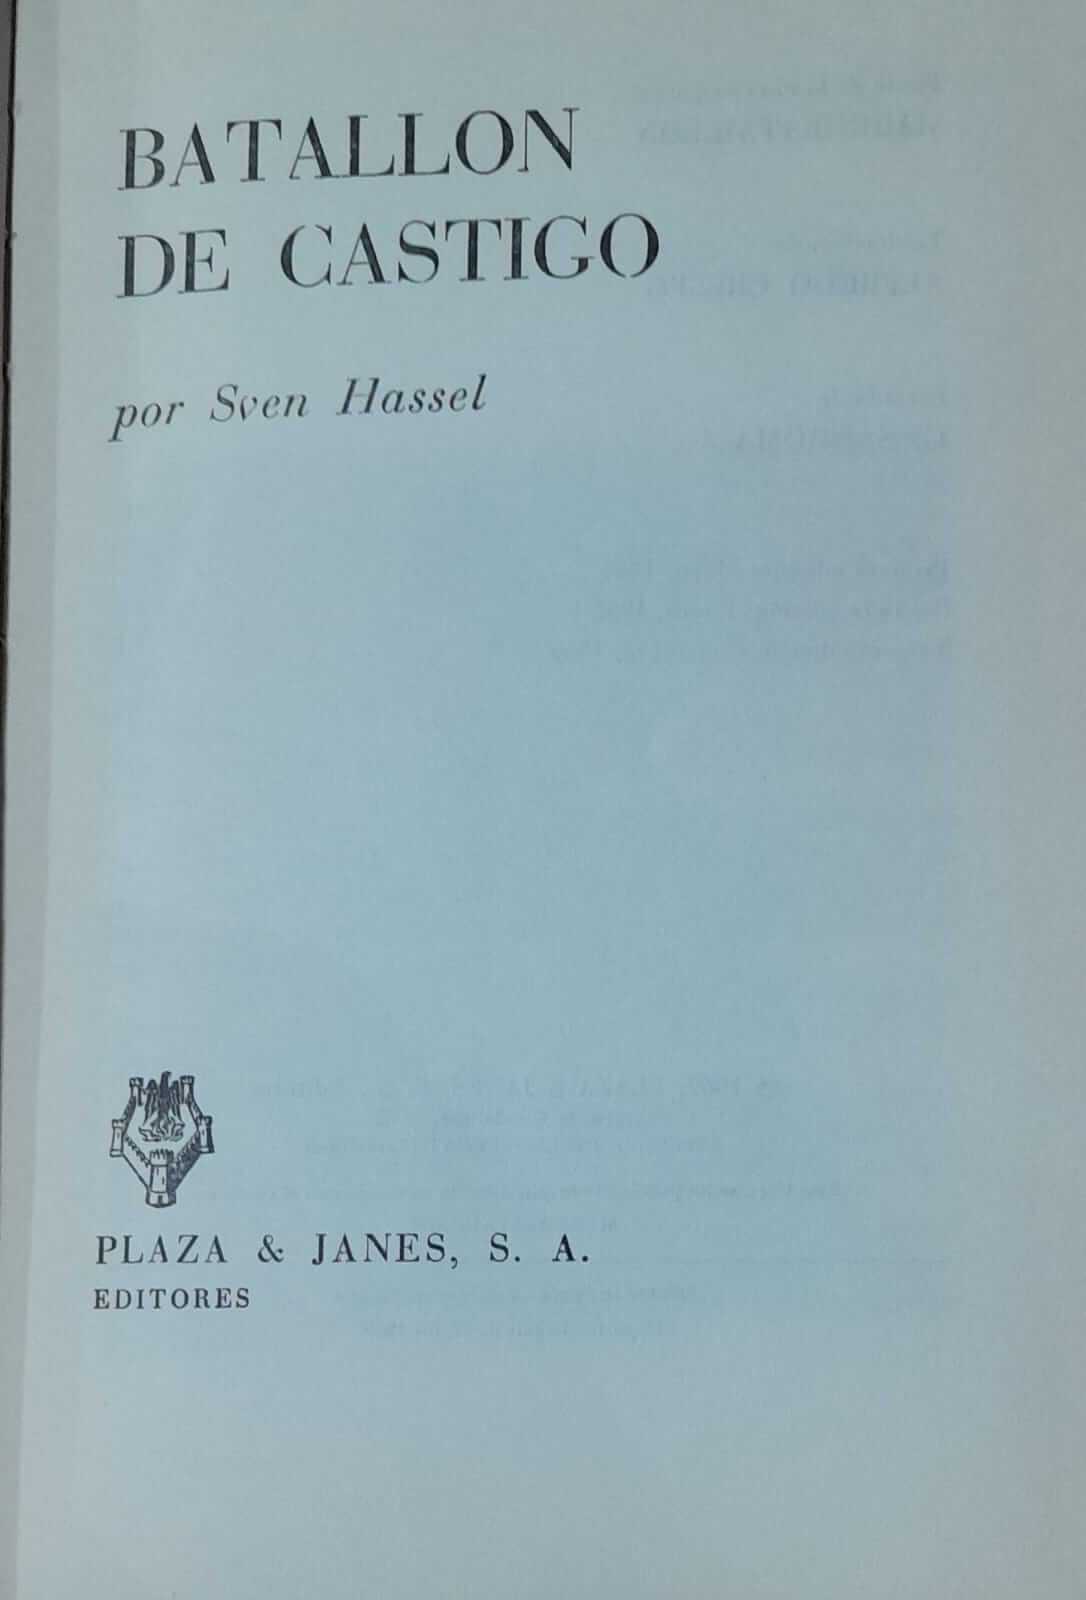 BATALLON
DE CASTIGO
por Sven Hassel
PLAZA & JANES, S. A.
EDITORES